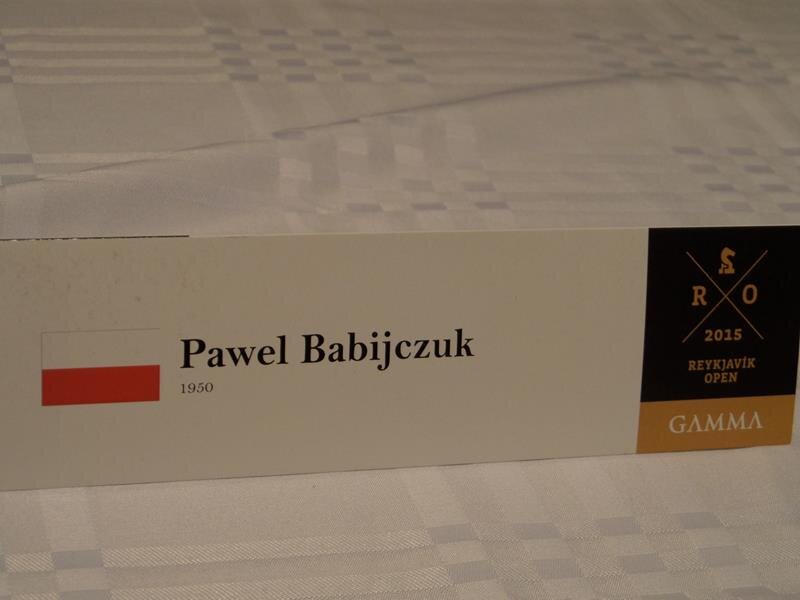 Pawel Babijczuk
1950
R O
2015
REYKJAVÍK
OPEN
GAMMA